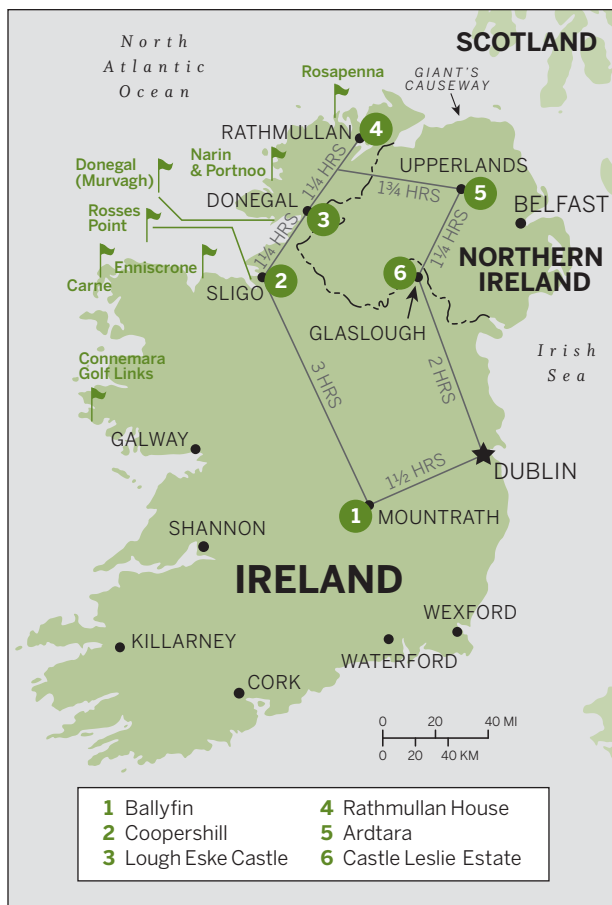 North
Atlantic
Ocean
SCOTLAND
GIANT'S
CAUSEWAY
Rosapenna
RATHMULLAN
4
Narin
& Portnoo
Donegal
(Murvagh)
UPPERLANDS
1¼ HRS
1¾ HRS
5
DONEGAL
3
BELFAST
Rosses
Point
1¼ HRS
1¼ HRS
NORTHERN
IRELAND
Enniscrone
Carne
2
SLIGO
6
GLASLOUGH
Irish
Sea
Connemara
Golf Links
3 HRS
2 HRS
GALWAY
DUBLIN
1½ HRS
1
MOUNTRATH
SHANNON
IRELAND
WEXFORD
KILLARNEY
WATERFORD
CORK
0 20 40 MI
0 20 40 KM
1 Ballyfin
2 Coopershill
3 Lough Eske Castle
4 Rathmullan House
5 Ardtara
6 Castle Leslie Estate